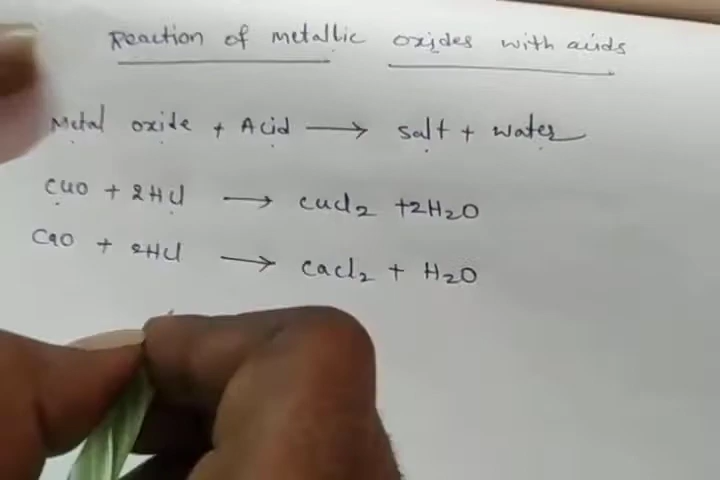 Reaction of metallic oxides with acids
Metal oxide + Acid → salt + water
CuO + 2HCl → CuCl2 +2H2O
CaO + 2HCl → CaCl2 + H2O